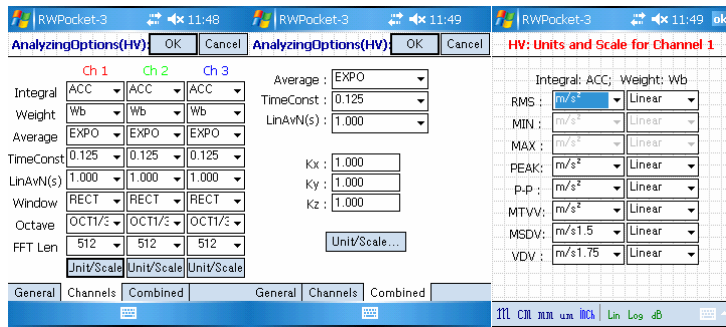 RWPocket-3 11:48
AnalyzingOptions(HV): OK Cancel
Ch 1 Ch 2 Ch 3
Integral ACC ACC ACC
Weight Wb Wb Wb
Average EXPO EXPO EXPO
TimeConst 0.125 0.125 0.125
LinAvN(s) 1.000 1.000 1.000
Window RECT RECT RECT
Octave OCT1/3 OCT1/3 OCT1/3
FFT Len 512 512 512
Unit/Scale Unit/Scale Unit/Scale
General Channels Combined
RWPocket-3 11:49
AnalyzingOptions(HV): OK Cancel
Average : EXPO
TimeConst : 0.125
LinAvN(s) : 1.000
Kx : 1.000
Ky : 1.000
Kz : 1.000
Unit/Scale...
General Channels Combined
RWPocket-3 11:49 ok
HV: Units and Scale for Channel 1
Integral: ACC; Weight: Wb
RMS : m/s² Linear
MIN : m/s² Linear
MAX : m/s² Linear
PEAK: m/s² Linear
P-P : m/s² Linear
MTVV: m/s² Linear
MSDV: m/s1.5 Linear
VDV : m/s1.75 Linear
m cm mm um inch Lin Log dB